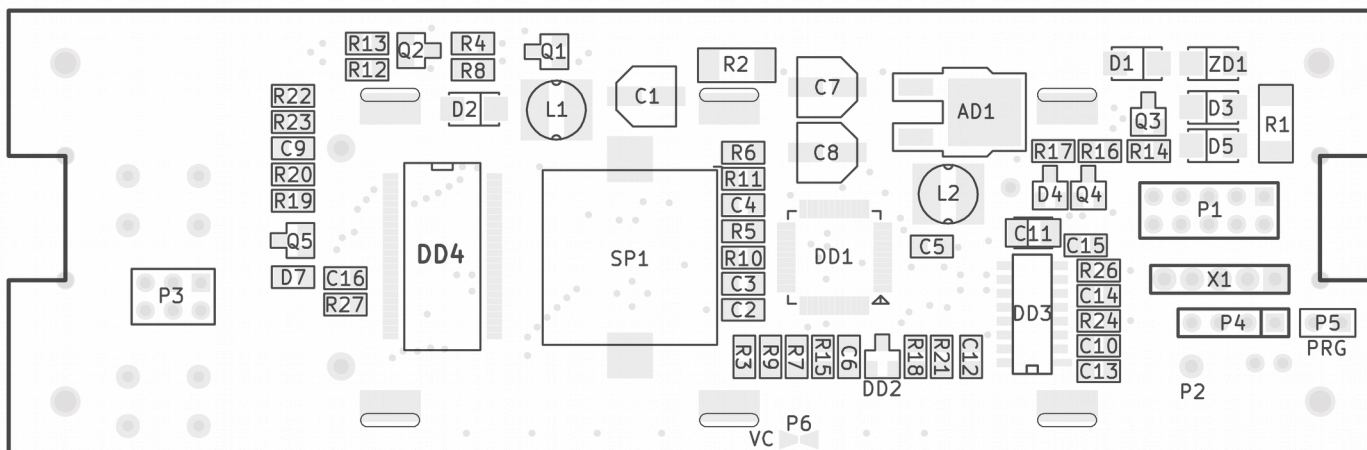 R13
Q2
R4
Q1
R12
R8
R2
D1
ZD1
R22
D2
L1
C1
C7
AD1
D3
R23
Q3
R1
C9
R6
C8
R17
R16
R14
D5
R20
R11
R19
C4
L2
D4
Q4
P1
Q5
R5
C5
C11
C15
DD4
SP1
R10
DD1
D7
C16
C3
R26
X1
P3
R27
C2
C14
DD3
R24
P4
P5
PRG
R3
R9
R7
R15
C6
DD2
R18
R21
C12
C10
C13
P2
P6
VC